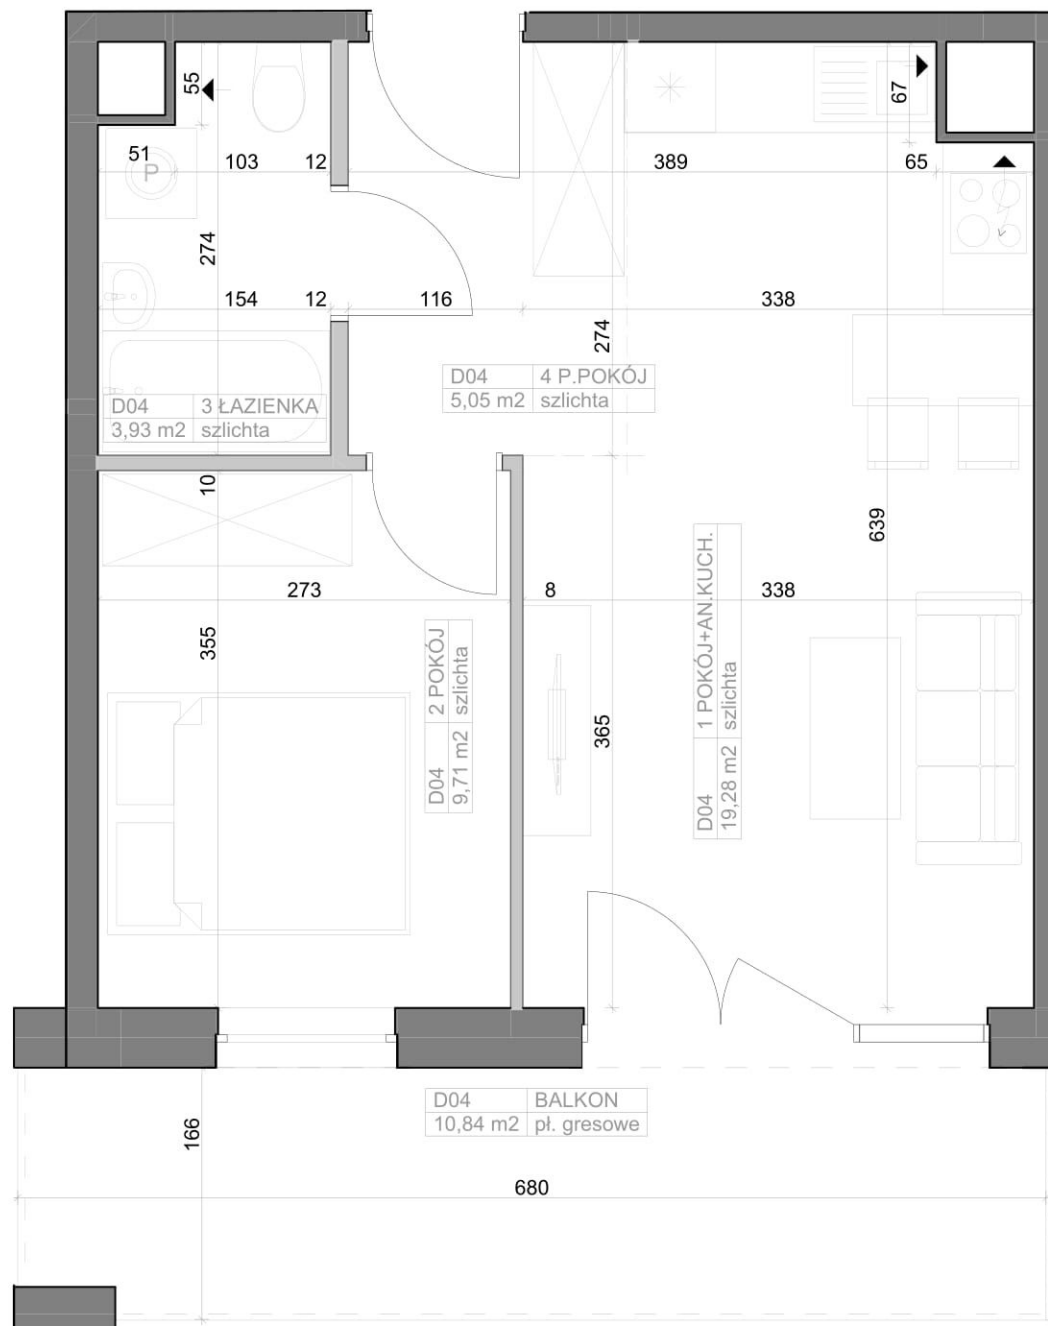 55
67
51
P
103
12
389
65
274
154
12
116
338
274
D04 4 P.POKÓJ
5,05 m2 szlichta
D04 3 ŁAZIENKA
3,93 m2 szlichta
10
639
273
8
338
355
D04 2 POKÓJ
9,71 m2 szlichta
365
D04 1 POKÓJ+AN.KUCH.
19,28 m2 szlichta
D04 BALKON
10,84 m2 pł. gresowe
166
680